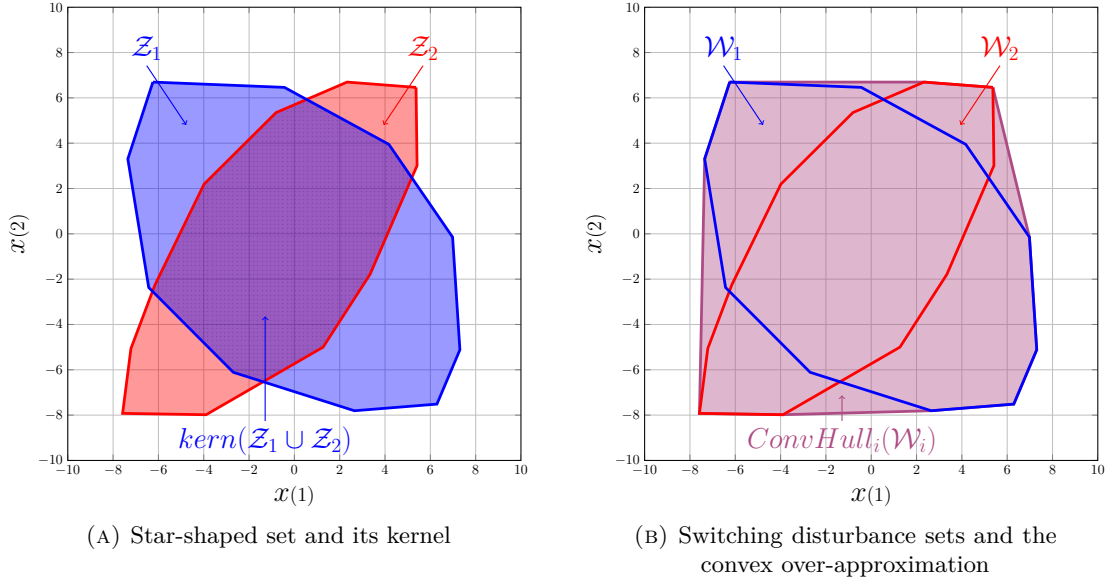 10
8
6
4
2
0
−2
−4
−6
−8
−10
−10 −8 −6 −4 −2 0 2 4 6 8 10
x(2)
x(1)
𝒵₁
𝒵₂
kern(𝒵₁ ∪ 𝒵₂)
(A) Star-shaped set and its kernel
10
8
6
4
2
0
−2
−4
−6
−8
−10
−10 −8 −6 −4 −2 0 2 4 6 8 10
x(2)
x(1)
𝒲₁
𝒲₂
ConvHullᵢ(𝒲ᵢ)
(B) Switching disturbance sets and the
convex over-approximation